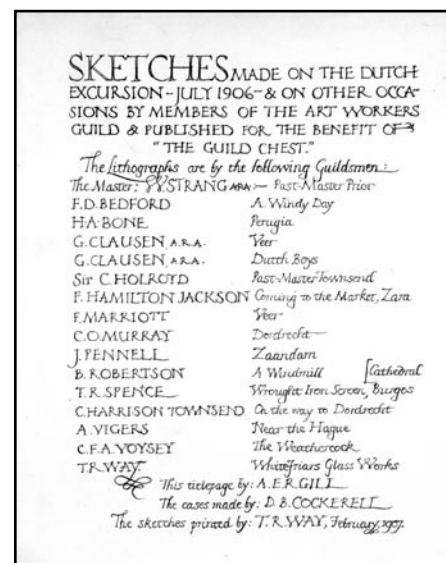 SKETCHES MADE ON THE DUTCH
EXCURSION – JULY 1906 – & ON OTHER OCCA-
SIONS BY MEMBERS OF THE ART WORKERS
GUILD & PUBLISHED FOR THE BENEFIT OF
"THE GUILD CHEST."
The Lithographs are by the following Guildsmen:
The Master: W. STRANG ARA:— Past-Master Prior
F.D. BEDFORD A Windy Day
H.A. BONE Perugia
G. CLAUSEN, A.R.A. Veer
G. CLAUSEN, A.R.A. Dutch Boys
Sir C. HOLROYD Past-Master Townsend
F. HAMILTON JACKSON Coming to the Market, Zara
F. MARRIOTT Veer
C.O. MURRAY Dordrecht
J. PENNELL Zaandam
B. ROBERTSON A Windmill [Cathedral
T.R. SPENCE Wrought Iron Screen, Burgos
C. HARRISON TOWNSEND On the way to Dordrecht
A. VIGERS Near the Hague
C.F.A. VOYSEY The Weathercock
T.R. WAY Whitefriars Glass Works
This titlepage by: A.E.R. GILL
The cases made by: D.B. COCKERELL
The sketches printed by: T.R. WAY, February, 1907.